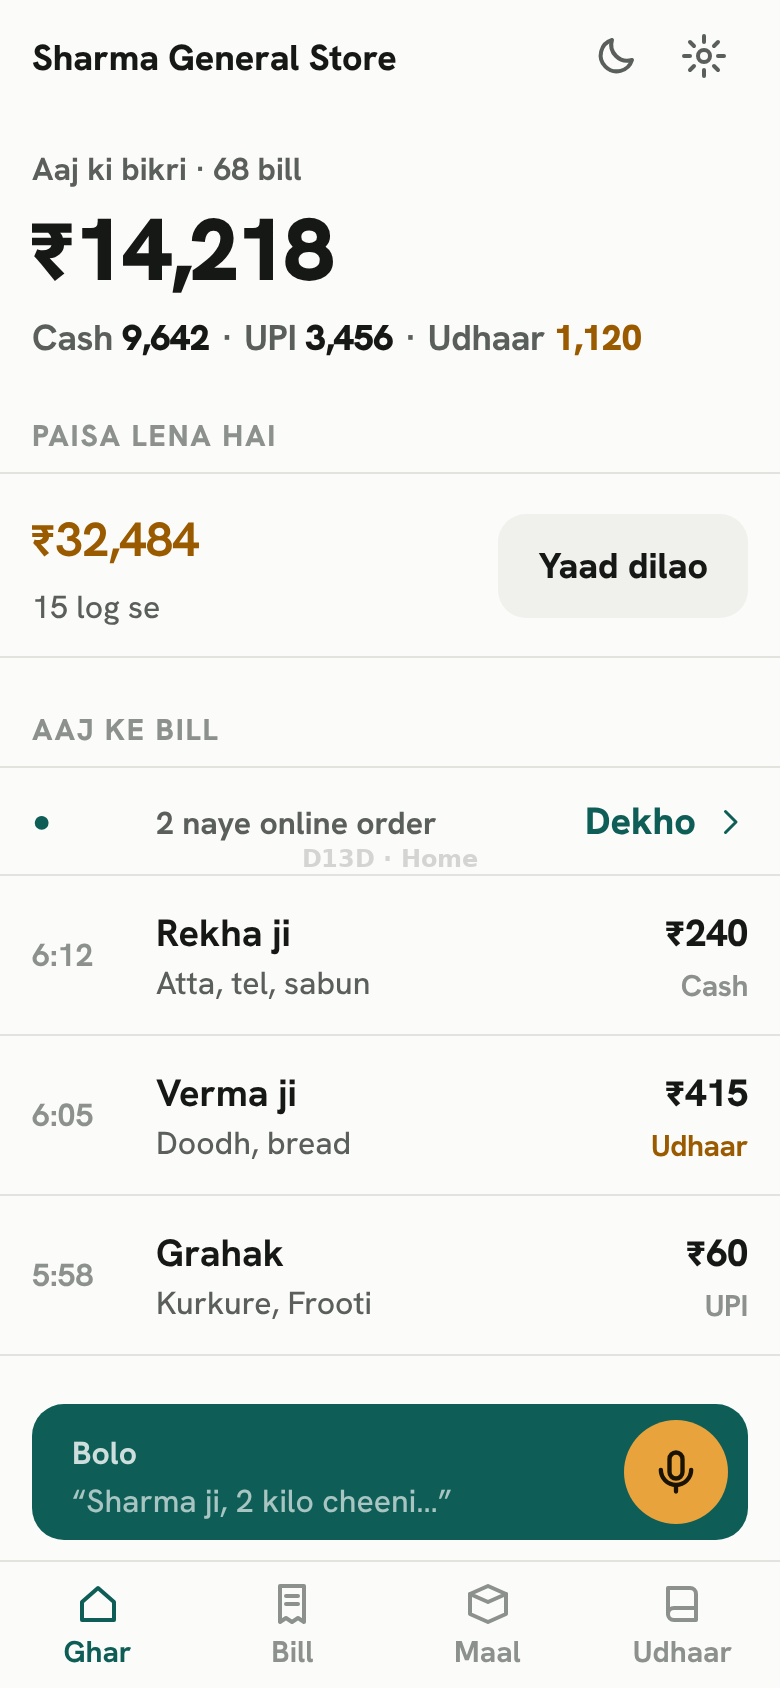 Sharma General Store
Aaj ki bikri · 68 bill
₹14,218
Cash 9,642 · UPI 3,456 · Udhaar 1,120
PAISA LENA HAI
₹32,484
Yaad dilao
15 log se
AAJ KE BILL
2 naye online order Dekho
D13D · Home
6:12 Rekha ji ₹240
Atta, tel, sabun Cash
6:05 Verma ji ₹415
Doodh, bread Udhaar
5:58 Grahak ₹60
Kurkure, Frooti UPI
Bolo
“Sharma ji, 2 kilo cheeni…”
Ghar Bill Maal Udhaar